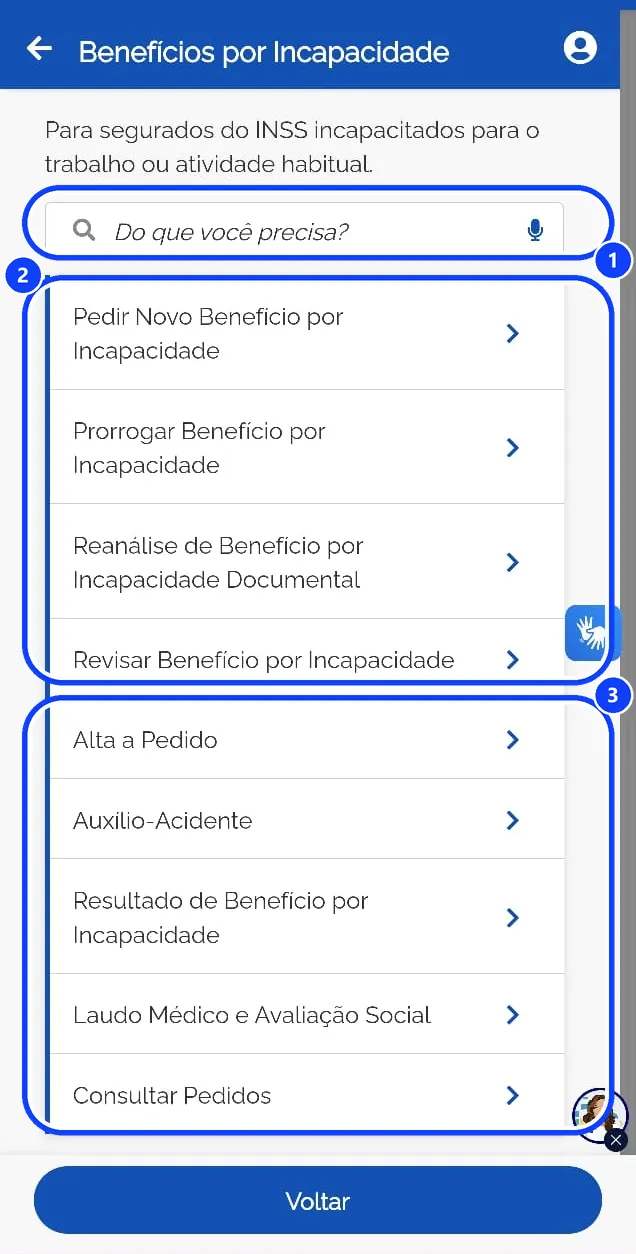 Benefícios por Incapacidade
Para segurados do INSS incapacitados para o
trabalho ou atividade habitual.
Do que você precisa?
1
2
Pedir Novo Benefício por
Incapacidade
Prorrogar Benefício por
Incapacidade
Reanálise de Benefício por
Incapacidade Documental
Revisar Benefício por Incapacidade
3
Alta a Pedido
Auxílio-Acidente
Resultado de Benefício por
Incapacidade
Laudo Médico e Avaliação Social
Consultar Pedidos
Voltar